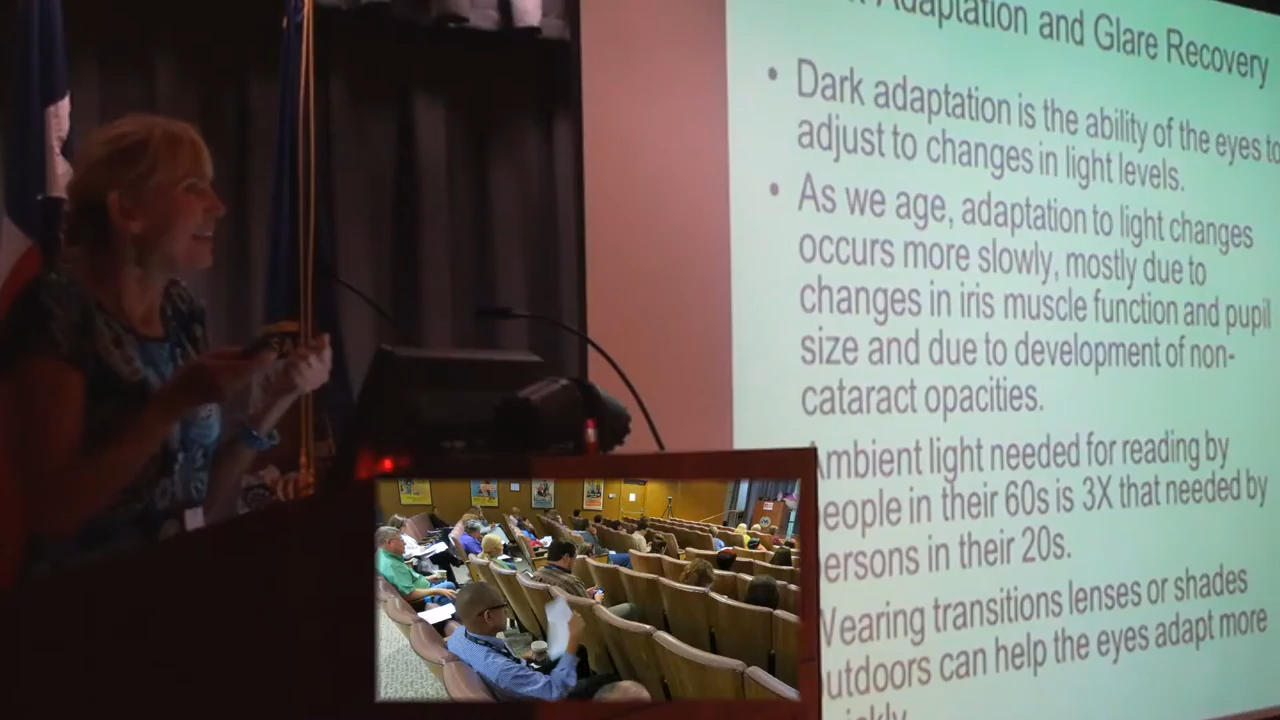 Adaptation and Glare Recovery
• Dark adaptation is the ability of the eyes to
adjust to changes in light levels.
• As we age, adaptation to light changes
occurs more slowly, mostly due to
changes in iris muscle function and pupil
size and due to development of non-
cataract opacities.
Ambient light needed for reading by
eople in their 60s is 3X that needed by
ersons in their 20s.
Wearing transitions lenses or shades
utdoors can help the eyes adapt more